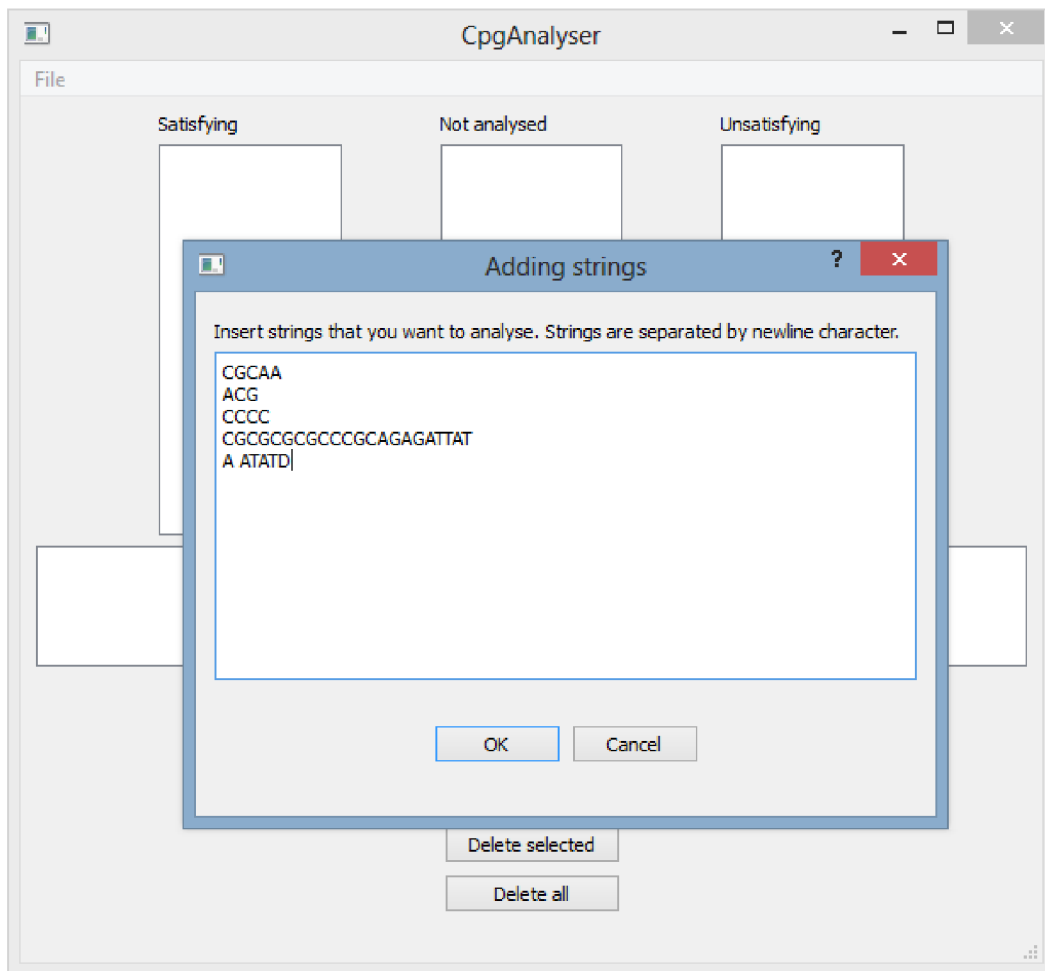 CpgAnalyser
File
Satisfying Not analysed Unsatisfying
Adding strings
?
Insert strings that you want to analyse. Strings are separated by newline character.
CGCAA
ACG
CCCC
CGCGCGCGCCCGCAGAGATTAT
A ATATD
OK Cancel
Delete selected
Delete all